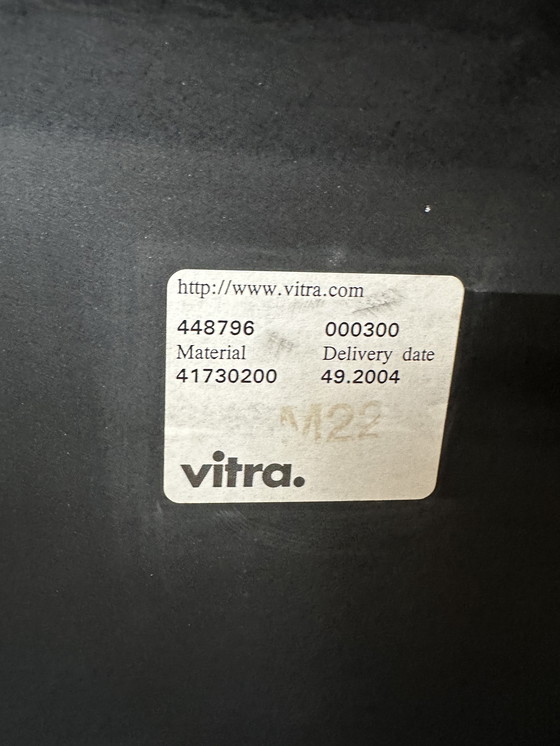 http://www.vitra.com
448796 000300
Material Delivery date
41730200 49.2004
M22
vitra.